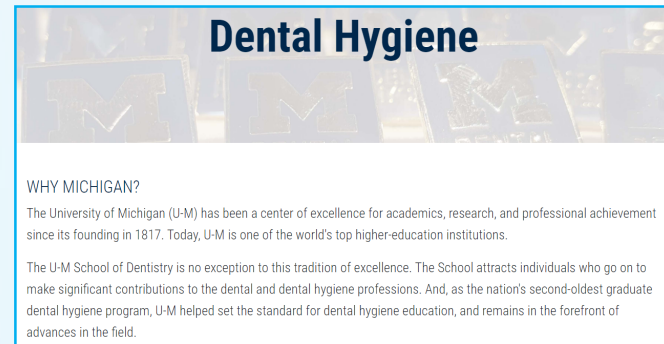 Dental Hygiene
M M M
WHY MICHIGAN?
The University of Michigan (U-M) has been a center of excellence for academics, research, and professional achievement
since its founding in 1817. Today, U-M is one of the world's top higher-education institutions.
The U-M School of Dentistry is no exception to this tradition of excellence. The School attracts individuals who go on to
make significant contributions to the dental and dental hygiene professions. And, as the nation's second-oldest graduate
dental hygiene program, U-M helped set the standard for dental hygiene education, and remains in the forefront of
advances in the field.